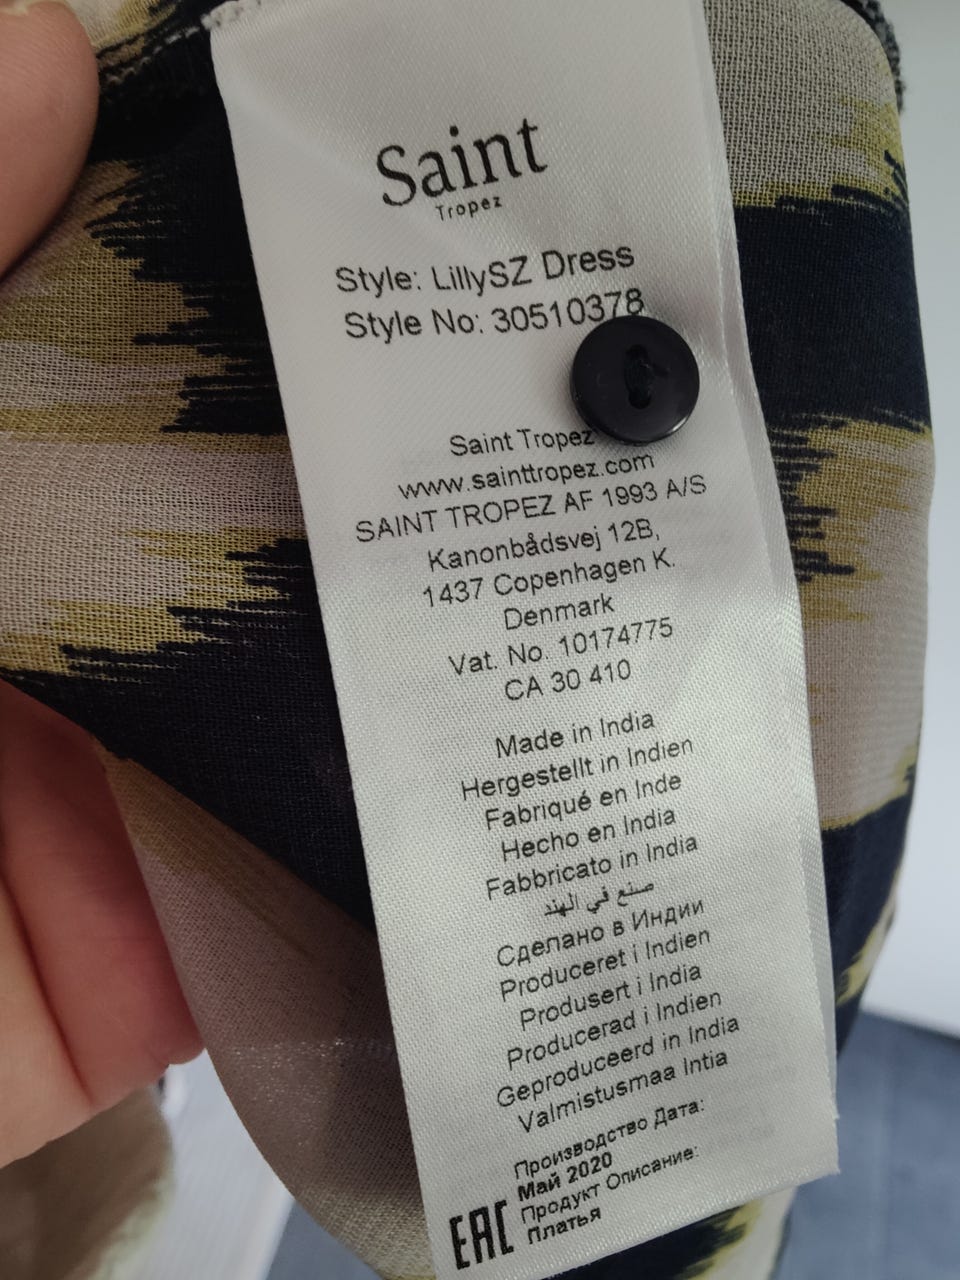 Saint
Tropez
Style: LillySZ Dress
Style No: 30510378
Saint Tropez
www.sainttropez.com
SAINT TROPEZ AF 1993 A/S
Kanonbådsvej 12B,
1437 Copenhagen K.
Denmark
Vat. No. 10174775
CA 30 410
Made in India
Hergestellt in Indien
Fabriqué en Inde
Hecho en India
Fabbricato in India
صنع في الهند
Сделано в Индии
Produceret i Indien
Produsert i India
Producerad i Indien
Geproduceerd in India
Valmistusmaa Intia
Производство Дата:
Май 2020
Продукт Описание:
Платья
EAC